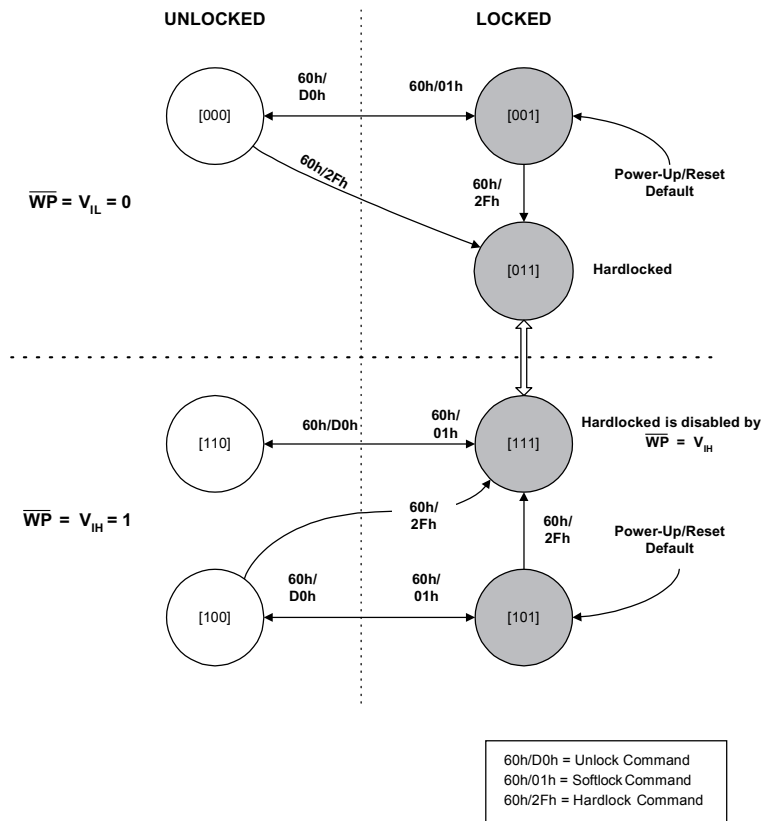 UNLOCKED
LOCKED
60h/
D0h
60h/01h
[000]
[001]
60h/2Fh
60h/
2Fh
Power-Up/Reset
Default
WP = VIL = 0
[011]
Hardlocked
[110]
60h/D0h
60h/
01h
[111]
Hardlocked is disabled by
WP = VIH
WP = VIH = 1
60h/
2Fh
60h/
2Fh
Power-Up/Reset
Default
[100]
60h/
D0h
60h/
01h
[101]
60h/D0h = Unlock Command
60h/01h = Softlock Command
60h/2Fh = Hardlock Command